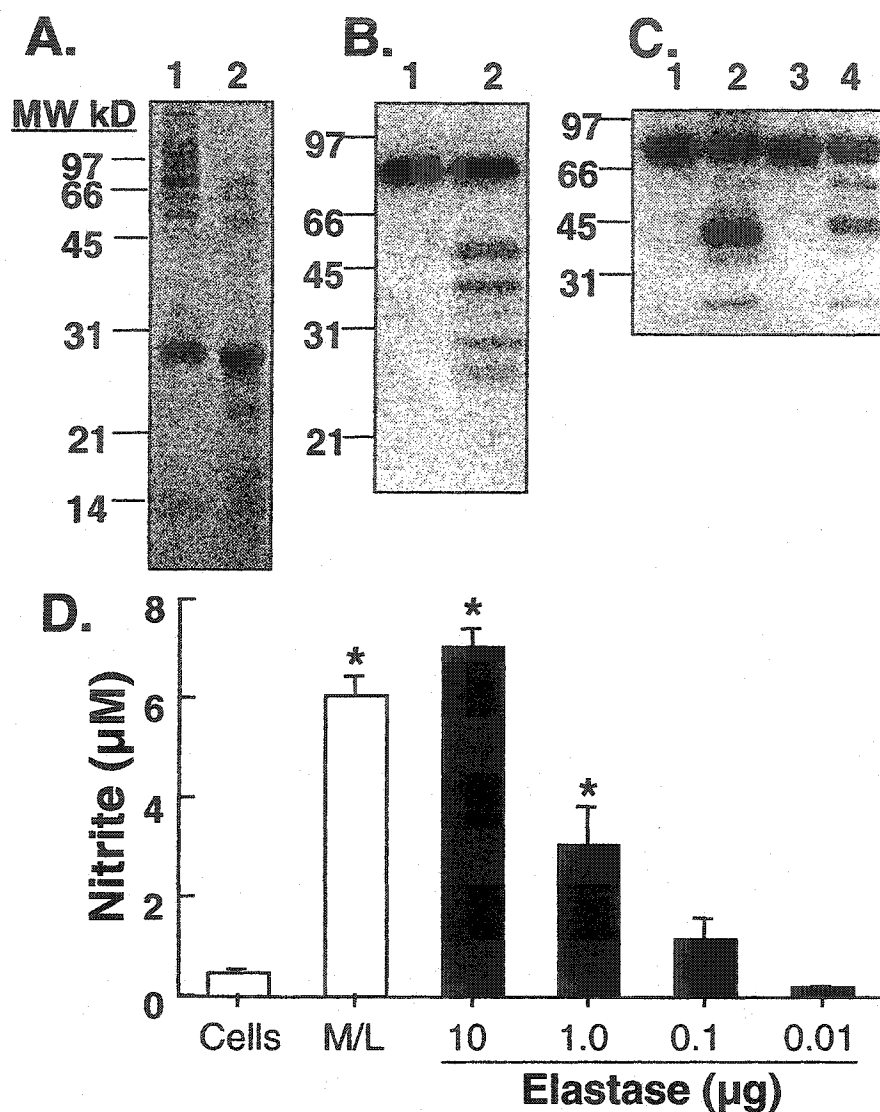 A.
1 2
MW kD
97
66
45
31
21
14
B.
1 2
97
66
45
31
21
C.
1 2 3 4
97
66
45
31
D.
Nitrite (µM)
8
6
4
2
0
*
*
*
Cells M/L 10 1.0 0.1 0.01
Elastase (µg)